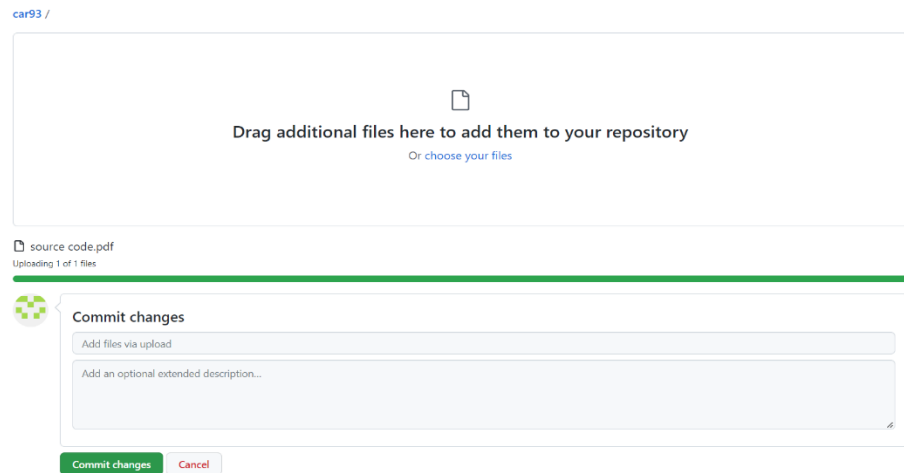 car93 /
Drag additional files here to add them to your repository
Or choose your files
source code.pdf
Uploading 1 of 1 files
Commit changes
Add files via upload
Add an optional extended description...
Commit changes
Cancel